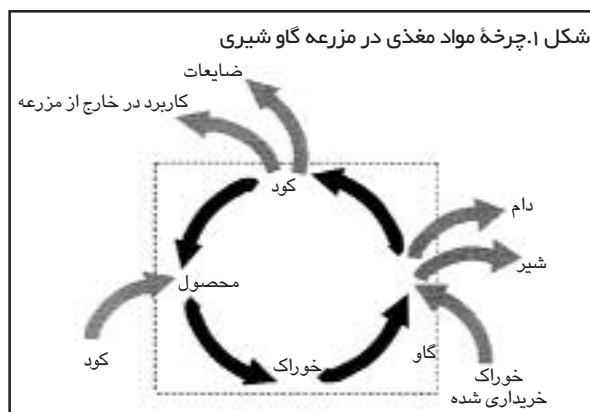 شکل ۱.چرخهٔ مواد مغذی در مزرعه گاو شیری
ضایعات
کاربرد در خارج از مزرعه
کود
دام
شیر
محصول
گاو
خوراک
کود
خوراک
خریداری شده